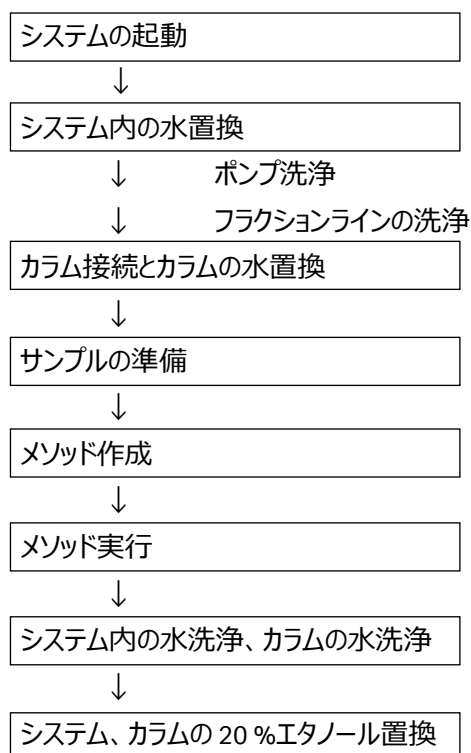 システムの起動
↓
システム内の水置換
↓ ポンプ洗浄
↓ フラクションラインの洗浄
カラム接続とカラムの水置換
↓
サンプルの準備
↓
メソッド作成
↓
メソッド実行
↓
システム内の水洗浄、カラムの水洗浄
↓
システム、カラムの 20 %エタノール置換